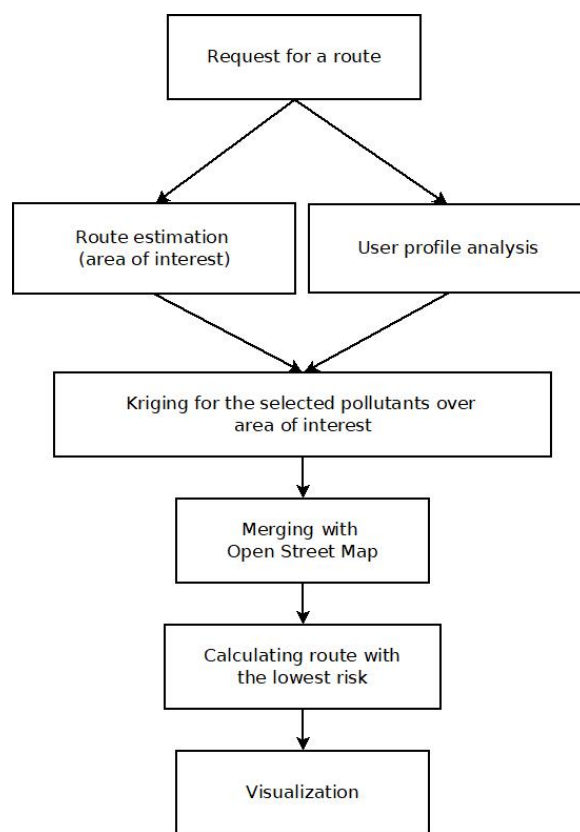 Request for a route
Route estimation
(area of interest)
User profile analysis
Kriging for the selected pollutants over
area of interest
Merging with
Open Street Map
Calculating route with
the lowest risk
Visualization